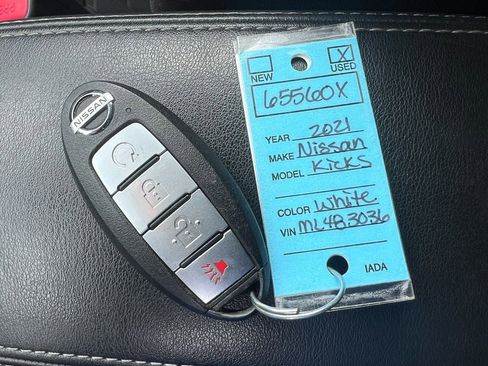 NISSAN
NEW
X
USED
65560X
YEAR 2021
MAKE Nissan
MODEL Kicks
COLOR White
VIN ML483036
IADA